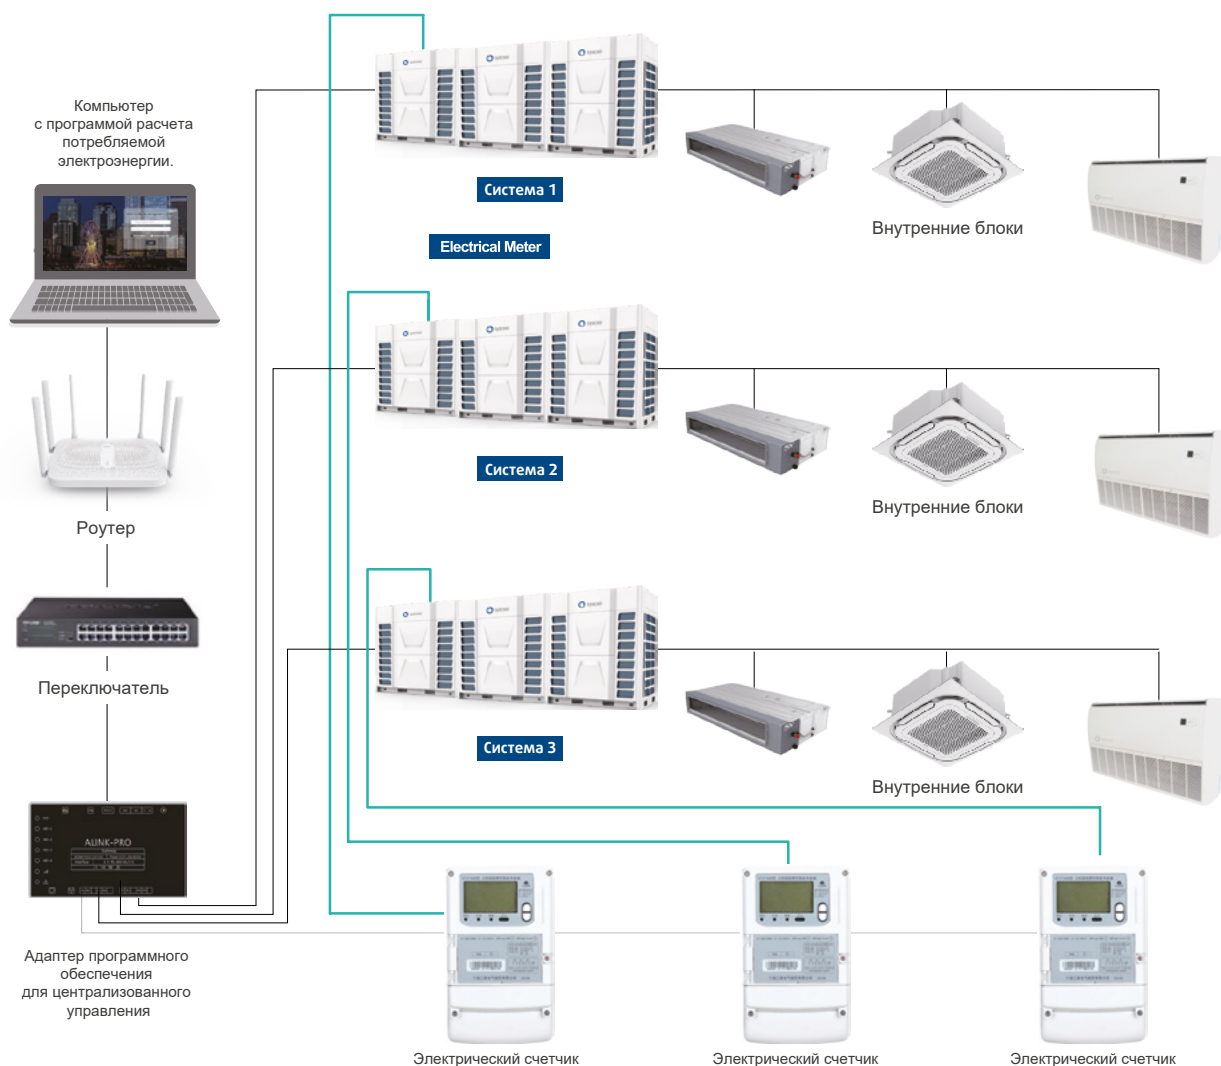 Компьютер
с программой расчета
потребляемой
электроэнергии.
Система 1
Electrical Meter
Внутренние блоки
Роутер
Система 2
Внутренние блоки
Переключатель
Система 3
Внутренние блоки
ALINK-PRO
Адаптер программного
обеспечения
для централизованного
управления
Электрический счетчик
Электрический счетчик
Электрический счетчик